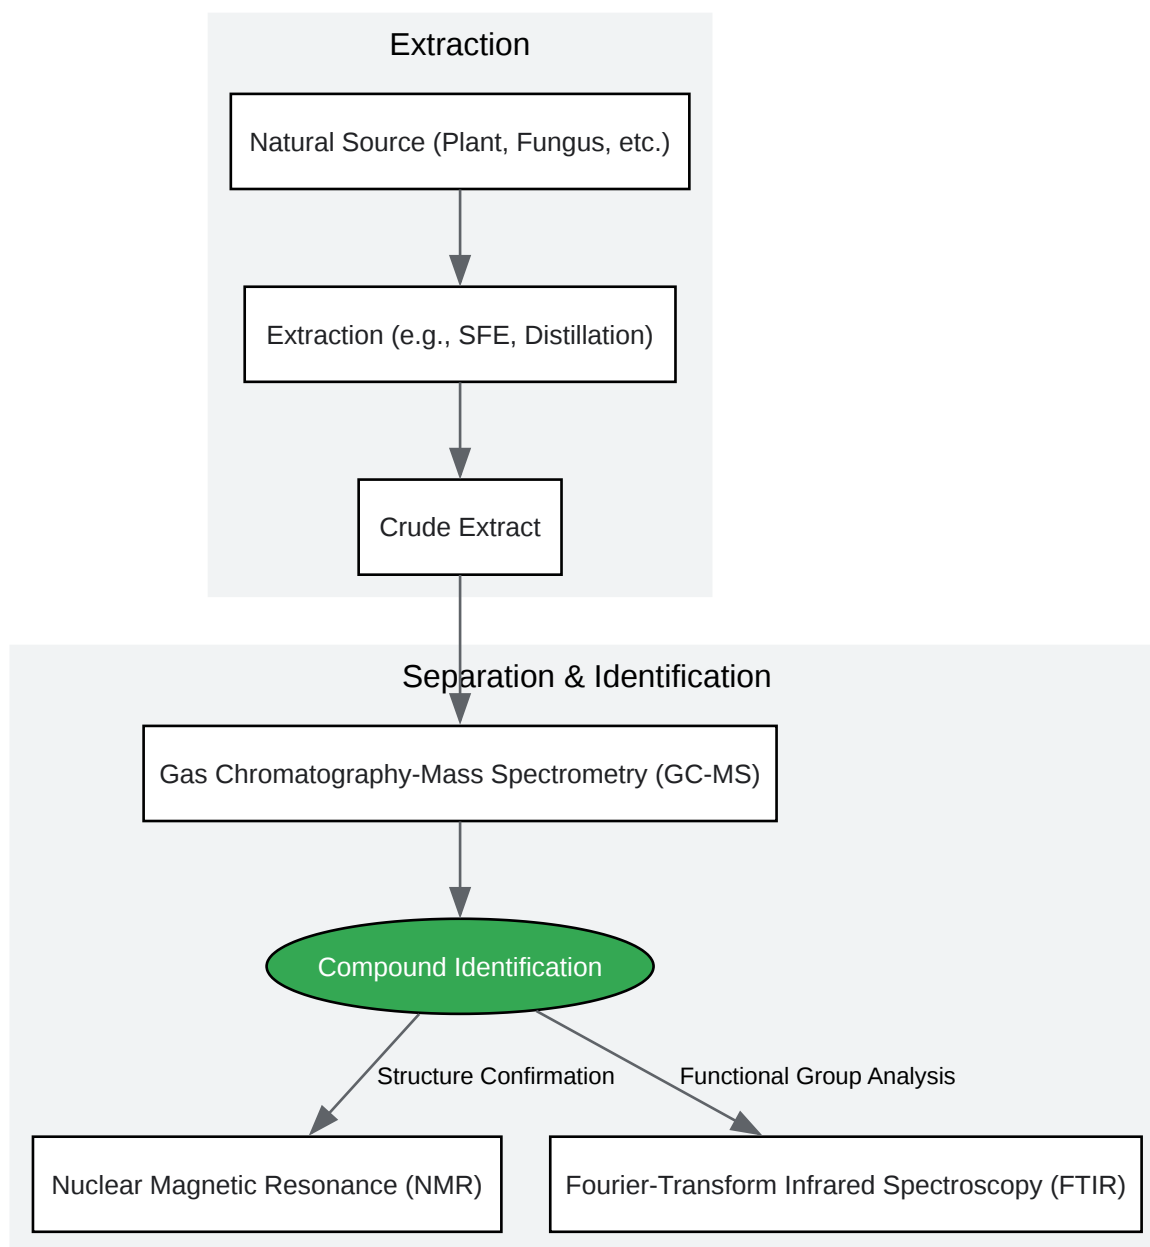 Extraction
Natural Source (Plant, Fungus, etc.)
Extraction (e.g., SFE, Distillation)
Crude Extract
Separation & Identification
Gas Chromatography-Mass Spectrometry (GC-MS)
Compound Identification
Structure Confirmation
Functional Group Analysis
Nuclear Magnetic Resonance (NMR)
Fourier-Transform Infrared Spectroscopy (FTIR)